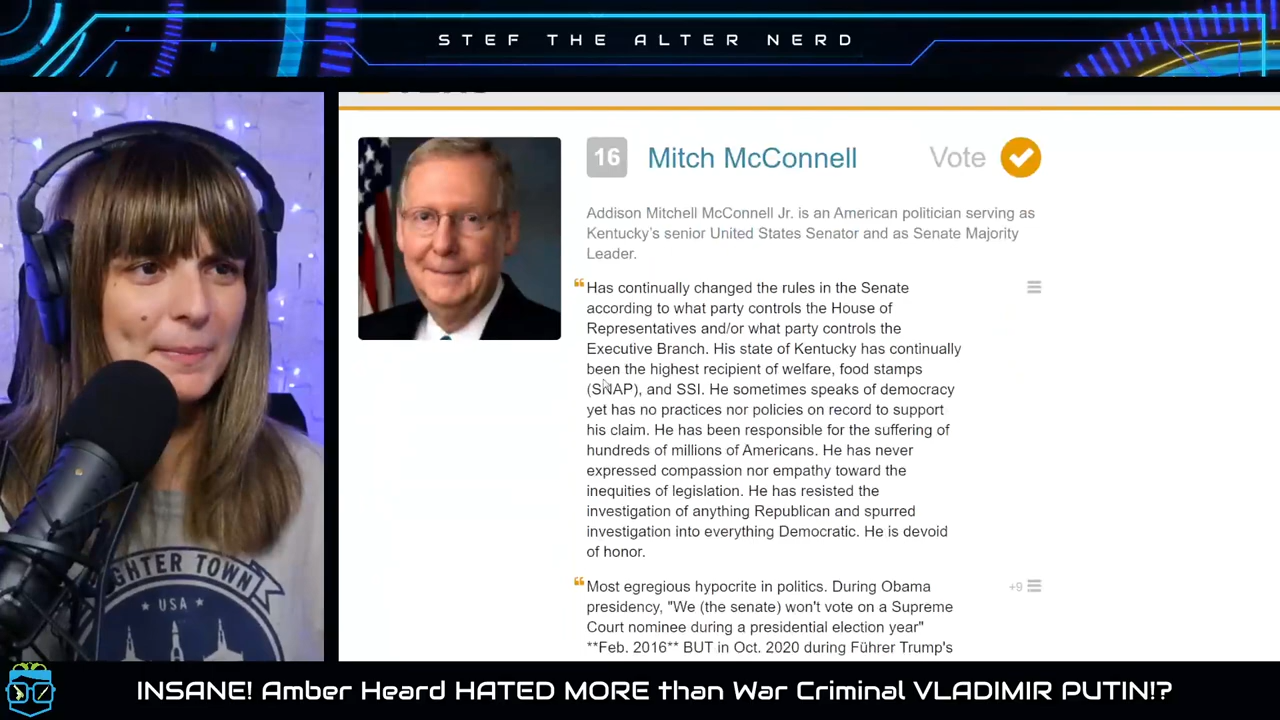 STEF THE ALTER NERD
16 Mitch McConnell Vote
Addison Mitchell McConnell Jr. is an American politician serving as
Kentucky's senior United States Senator and as Senate Majority
Leader.
Has continually changed the rules in the Senate
according to what party controls the House of
Representatives and/or what party controls the
Executive Branch. His state of Kentucky has continually
been the highest recipient of welfare, food stamps
(SNAP), and SSI. He sometimes speaks of democracy
yet has no practices nor policies on record to support
his claim. He has been responsible for the suffering of
hundreds of millions of Americans. He has never
expressed compassion nor empathy toward the
inequities of legislation. He has resisted the
investigation of anything Republican and spurred
investigation into everything Democratic. He is devoid
of honor.
Most egregious hypocrite in politics. During Obama +9
presidency, "We (the senate) won't vote on a Supreme
Court nominee during a presidential election year"
**Feb. 2016** BUT in Oct. 2020 during Führer Trump's
GHTER TOWN
USA
INSANE! Amber Heard HATED MORE than War Criminal VLADIMIR PUTIN!?